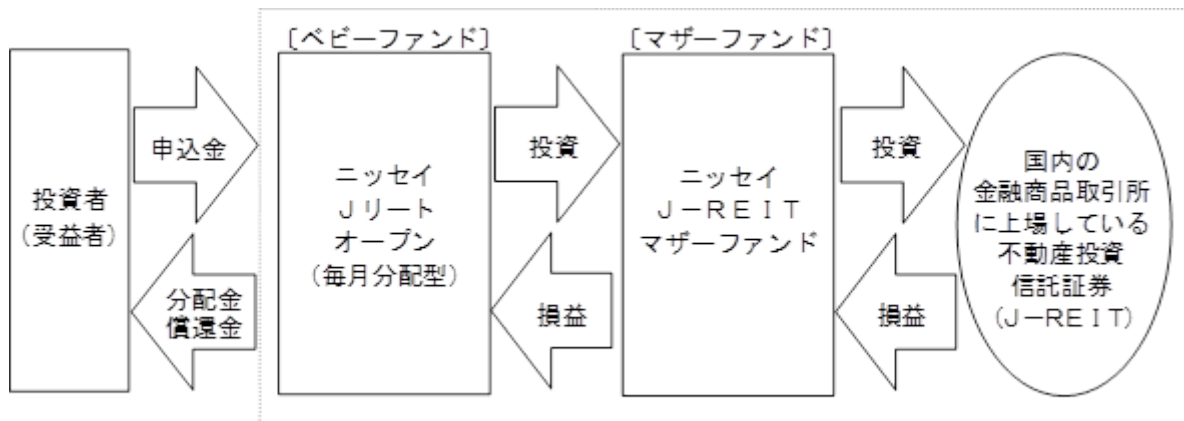 投資者
(受益者)
申込金
分配金
償還金
[ベビーファンド]
ニッセイ
Jリート
オープン
(毎月分配型)
投資
損益
[マザーファンド]
ニッセイ
J-REIT
マザーファンド
投資
損益
国内の
金融商品取引所
に上場している
不動産投資
信託証券
(J-REIT)